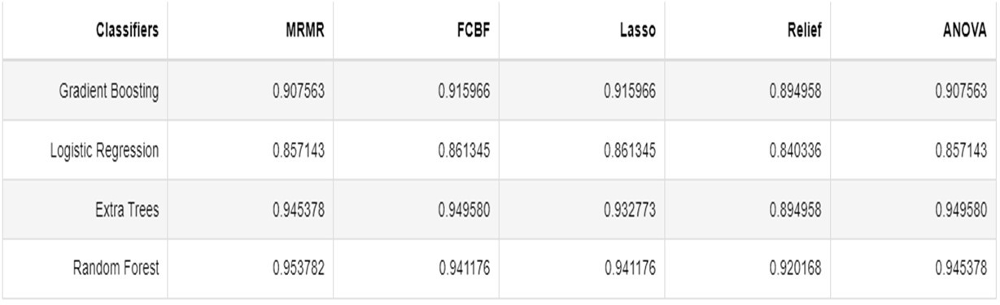 Classifiers MRMR FCBF Lasso Relief ANOVA
Gradient Boosting 0.907563 0.915966 0.915966 0.894958 0.907563
Logistic Regression 0.857143 0.861345 0.861345 0.840336 0.857143
Extra Trees 0.945378 0.949580 0.932773 0.894958 0.949580
Random Forest 0.953782 0.941176 0.941176 0.920168 0.945378